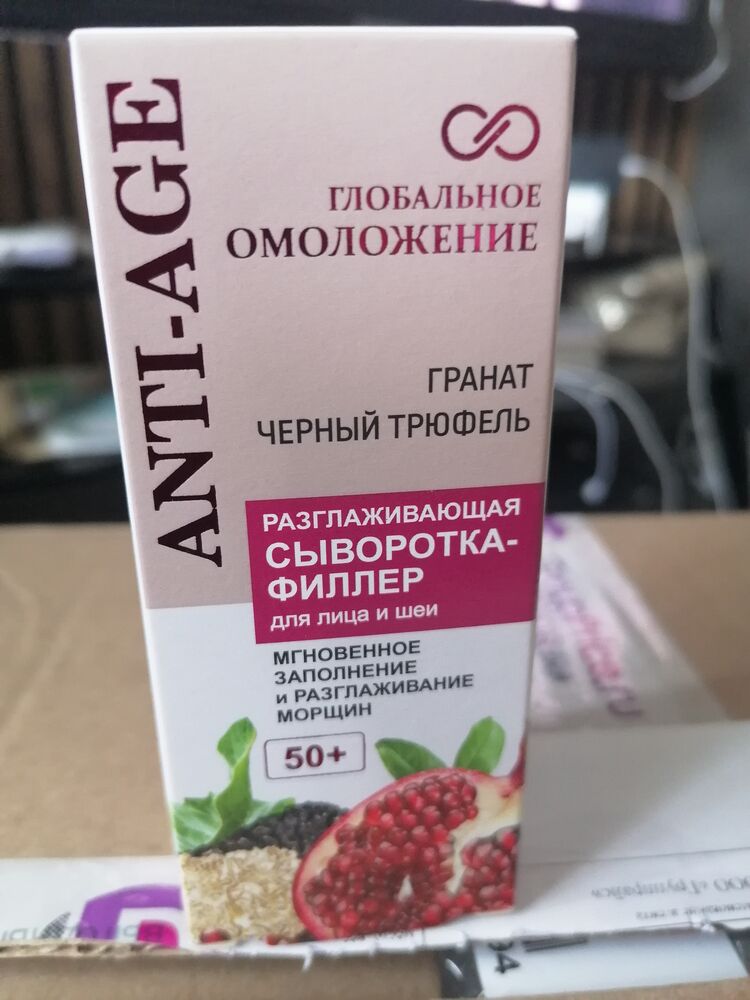 ANTI-AGE
ГЛОБАЛЬНОЕ
ОМОЛОЖЕНИЕ
ГРАНАТ
ЧЕРНЫЙ ТРЮФЕЛЬ
РАЗГЛАЖИВАЮЩАЯ
СЫВОРОТКА-
ФИЛЛЕР
для лица и шеи
МГНОВЕННОЕ
ЗАПОЛНЕНИЕ
и РАЗГЛАЖИВАНИЕ
МОРЩИН
50+